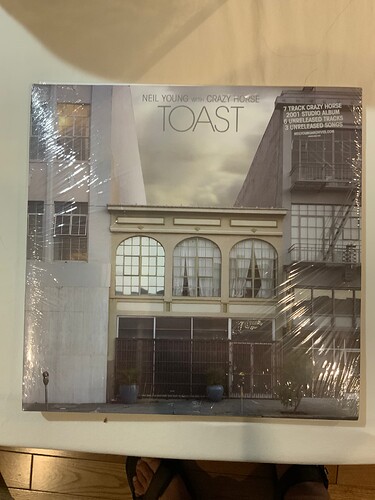 NEIL YOUNG WITH CRAZY HORSE
TOAST
7 TRACK CRAZY HORSE
2001 STUDIO ALBUM
6 UNRELEASED TRACKS
3 UNRELEASED SONGS